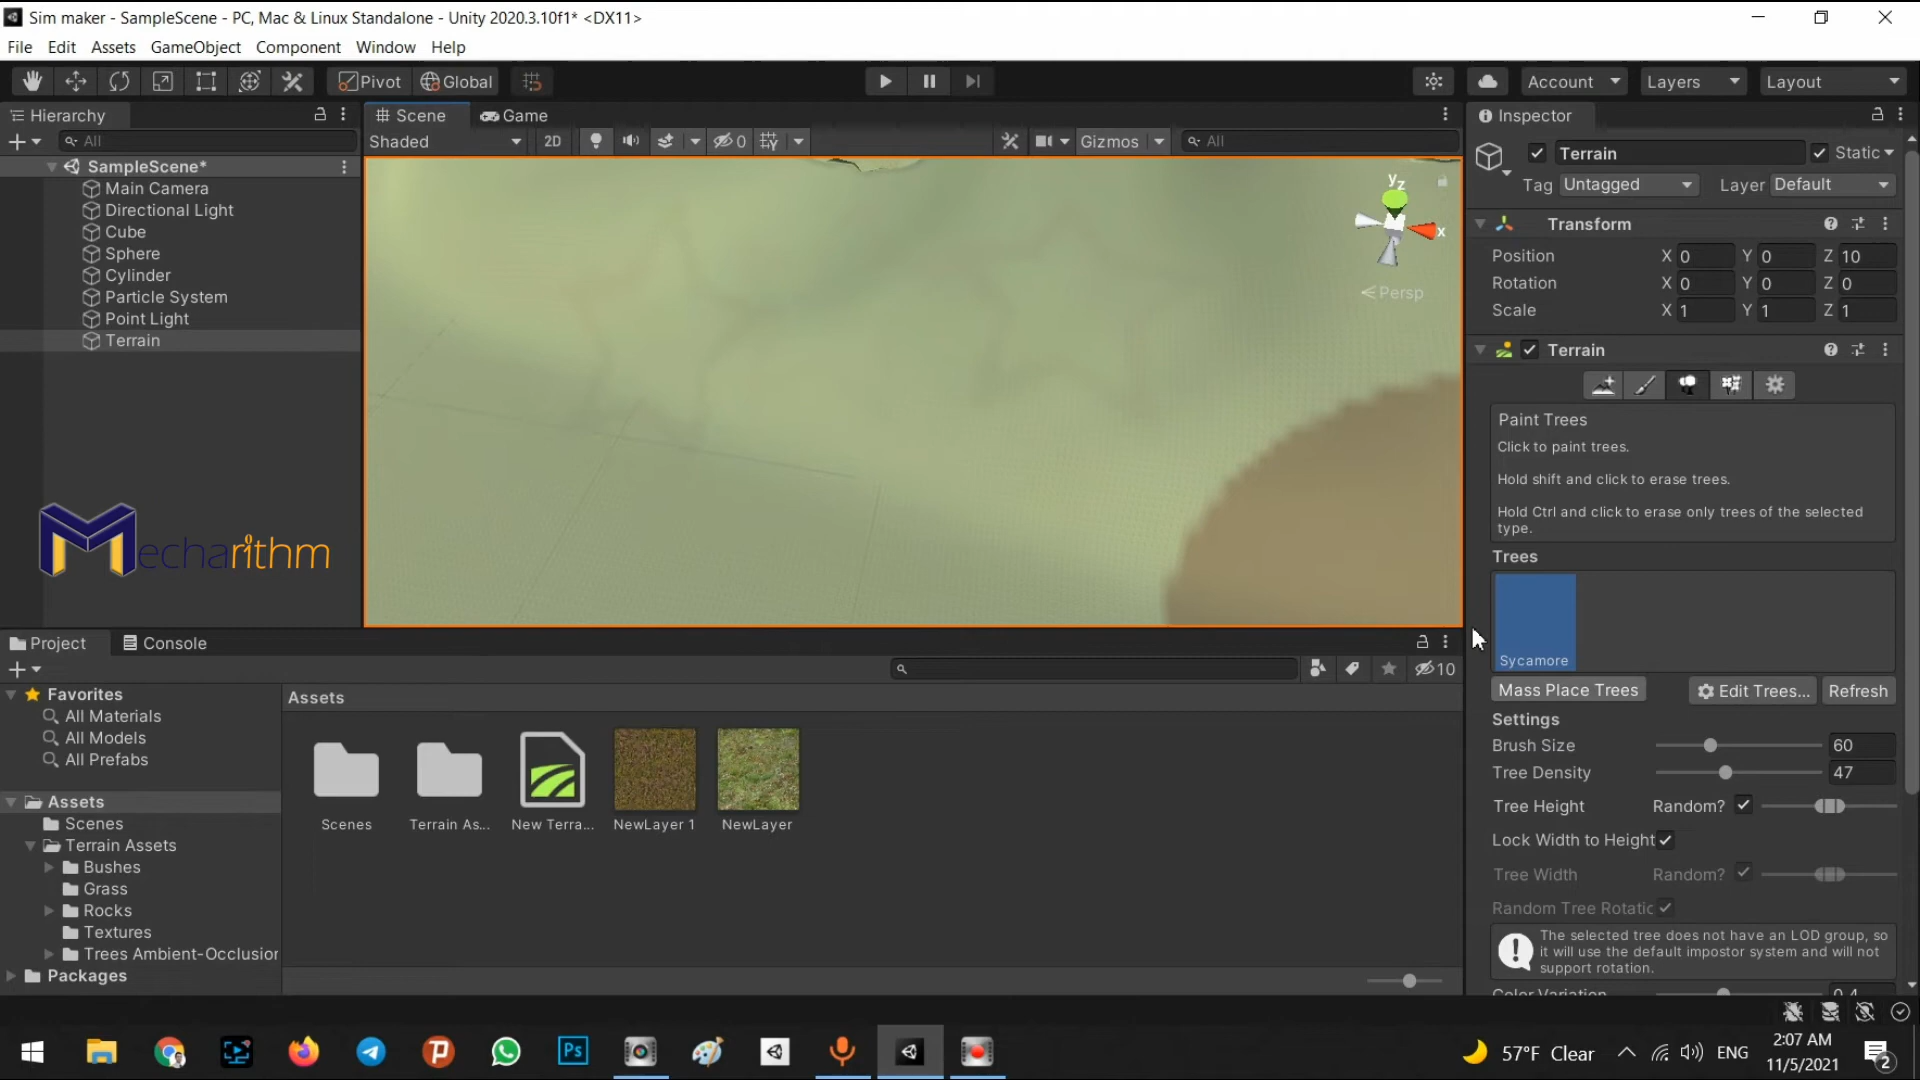 Sim maker - SampleScene - PC, Mac & Linux Standalone - Unity 2020.3.10f1* <DX11>
File Edit Assets GameObject Component Window Help
Pivot Global Account Layers Layout
Hierarchy
All
SampleScene*
Main Camera
Directional Light
Cube
Sphere
Cylinder
Particle System
Point Light
Terrain
Mecharithm
Scene Game
Shaded 2D 0 Gizmos All
y z
x
Persp
Inspector
Terrain Static
Tag Untagged Layer Default
Transform
Position X 0 Y 0 Z 10
Rotation X 0 Y 0 Z 0
Scale X 1 Y 1 Z 1
Terrain
Paint Trees
Click to paint trees.
Hold shift and click to erase trees.
Hold Ctrl and click to erase only trees of the selected
type.
Trees
Sycamore
Mass Place Trees Edit Trees... Refresh
Settings
Brush Size 60
Tree Density 47
Tree Height Random?
Lock Width to Height
Tree Width Random?
Random Tree Rotatic
The selected tree does not have an LOD group, so
it will use the default impostor system and will not
support rotation.
Color Variation 0.4
Project Console
10
Favorites
All Materials
All Models
All Prefabs
Assets
Scenes
Terrain Assets
Bushes
Grass
Rocks
Textures
Trees Ambient-Occlusior
Packages
Assets
Scenes Terrain As... New Terra... NewLayer 1 NewLayer
Ps
57°F Clear ENG
2:07 AM
11/5/2021
2